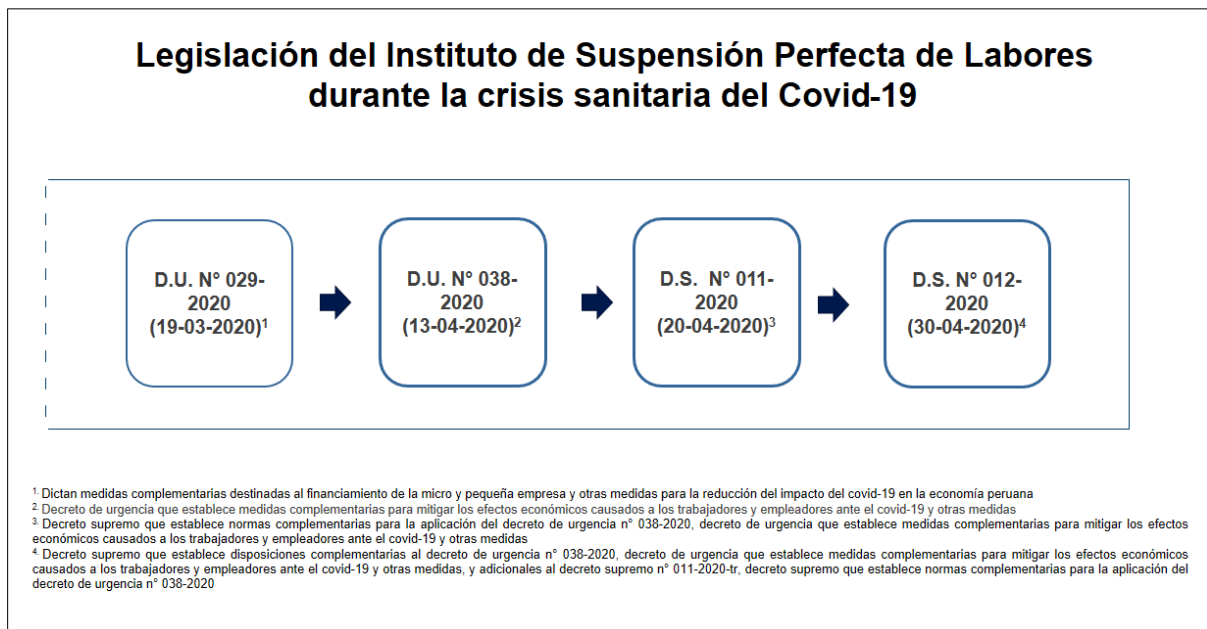 Legislación del Instituto de Suspensión Perfecta de Labores
durante la crisis sanitaria del Covid-19
D.U. N° 029-
2020
(19-03-2020)1
D.U. N° 038-
2020
(13-04-2020)2
D.S. N° 011-
2020
(20-04-2020)3
D.S. N° 012-
2020
(30-04-2020)4
1. Dictan medidas complementarias destinadas al financiamiento de la micro y pequeña empresa y otras medidas para la reducción del impacto del covid-19 en la economía peruana
2. Decreto de urgencia que establece medidas complementarias para mitigar los efectos económicos causados a los trabajadores y empleadores ante el covid-19 y otras medidas
3. Decreto supremo que establece normas complementarias para la aplicación del decreto de urgencia n° 038-2020, decreto de urgencia que establece medidas complementarias para mitigar los efectos
económicos causados a los trabajadores y empleadores ante el covid-19 y otras medidas
4. Decreto supremo que establece disposiciones complementarias al decreto de urgencia n° 038-2020, decreto de urgencia que establece medidas complementarias para mitigar los efectos económicos
causados a los trabajadores y empleadores ante el covid-19 y otras medidas, y adicionales al decreto supremo n° 011-2020-tr, decreto supremo que establece normas complementarias para la aplicación del
decreto de urgencia n° 038-2020